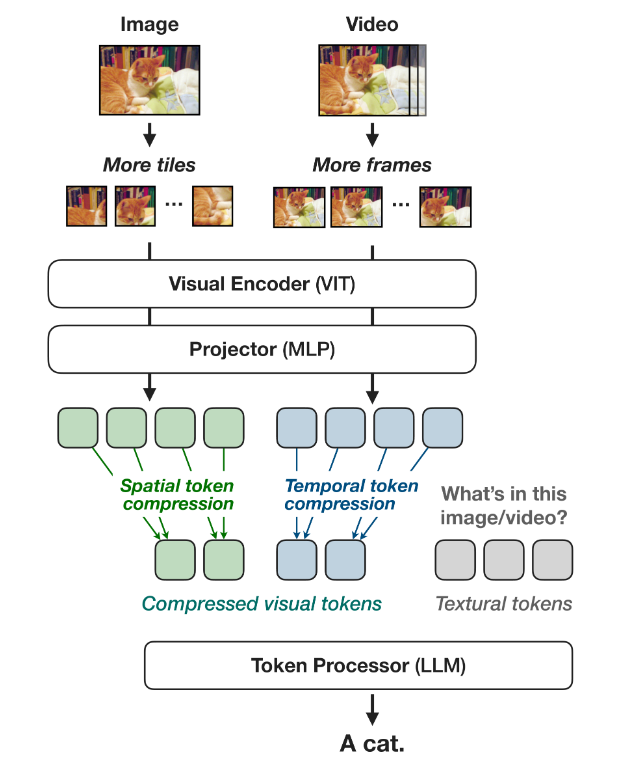 Image
Video
More tiles
More frames
...
...
Visual Encoder (VIT)
Projector (MLP)
Spatial token
compression
Temporal token
compression
What's in this
image/video?
Compressed visual tokens
Textural tokens
Token Processor (LLM)
A cat.